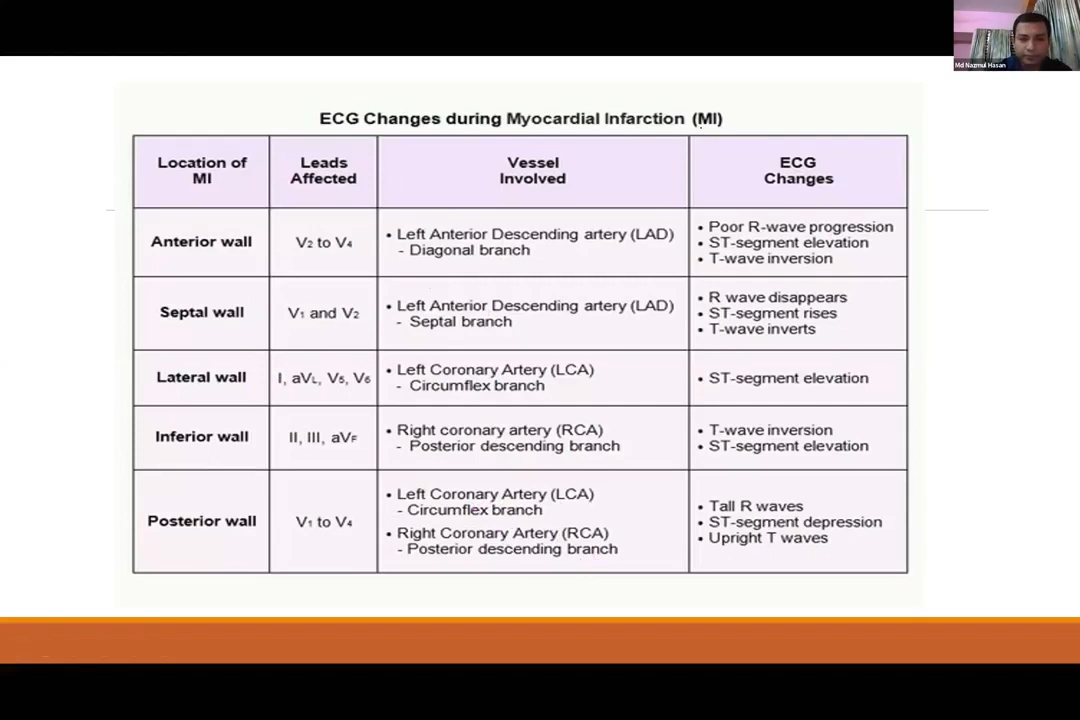 Md Nazmul Hasan
ECG Changes during Myocardial Infarction (MI)
Location of
MI
Leads
Affected
Vessel
Involved
ECG
Changes
Anterior wall
V2 to V4
• Left Anterior Descending artery (LAD)
- Diagonal branch
• Poor R-wave progression
• ST-segment elevation
• T-wave inversion
Septal wall
V1 and V2
• Left Anterior Descending artery (LAD)
- Septal branch
• R wave disappears
• ST-segment rises
• T-wave inverts
Lateral wall
I, aVL, V5, V6
• Left Coronary Artery (LCA)
- Circumflex branch
• ST-segment elevation
Inferior wall
II, III, aVF
• Right coronary artery (RCA)
- Posterior descending branch
• T-wave inversion
• ST-segment elevation
Posterior wall
V1 to V4
• Left Coronary Artery (LCA)
- Circumflex branch
• Right Coronary Artery (RCA)
- Posterior descending branch
• Tall R waves
• ST-segment depression
• Upright T waves